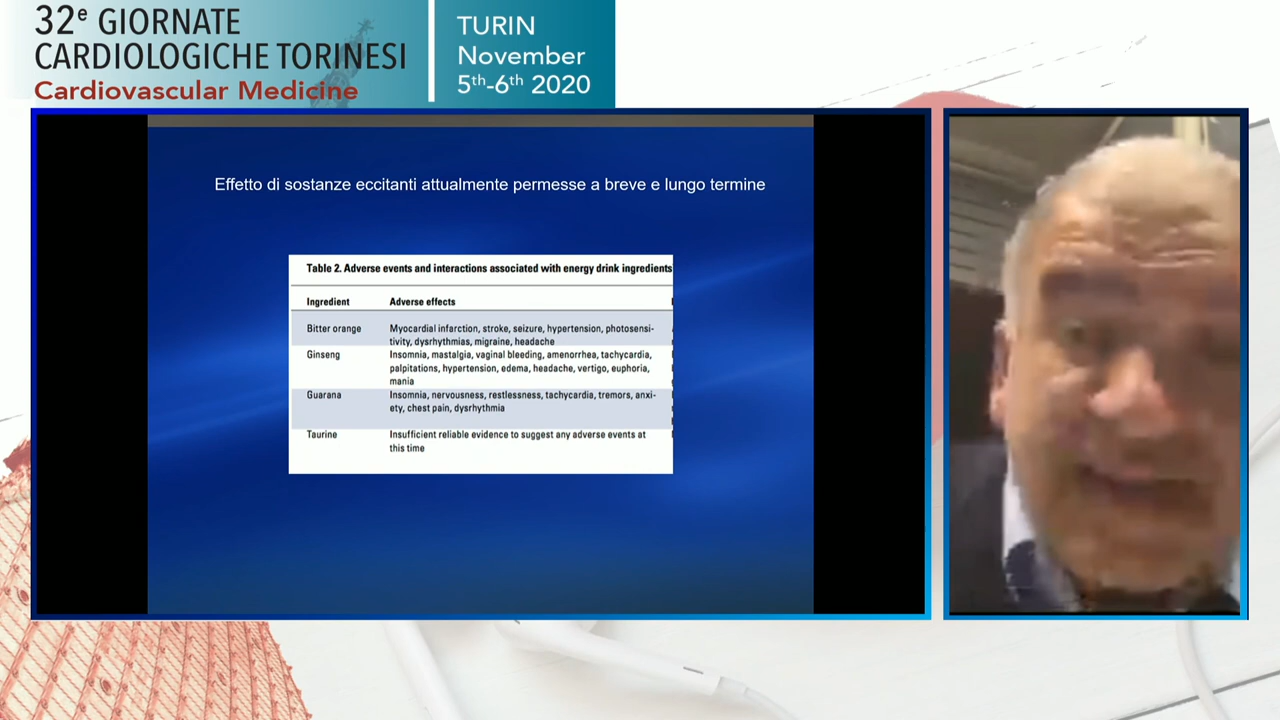 32e GIORNATE
CARDIOLOGICHE TORINESI
Cardiovascular Medicine
TURIN
November
5th-6th 2020
Effetto di sostanze eccitanti attualmente permesse a breve e lungo termine
Table 2. Adverse events and interactions associated with energy drink ingredients
Ingredient Adverse effects
Bitter orange Myocardial infarction, stroke, seizure, hypertension, photosensi-
tivity, dysrhythmias, migraine, headache
Ginseng Insomnia, mastalgia, vaginal bleeding, amenorrhea, tachycardia,
palpitations, hypertension, edema, headache, vertigo, euphoria,
mania
Guarana Insomnia, nervousness, restlessness, tachycardia, tremors, anxi-
ety, chest pain, dysrhythmia
Taurine Insufficient reliable evidence to suggest any adverse events at
this time